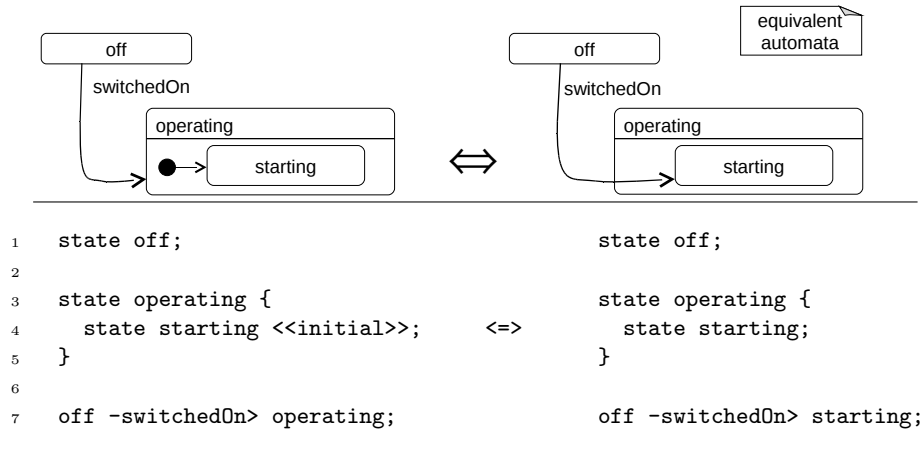 off
off
equivalent
automata
switchedOn
switchedOn
operating
operating
starting
⇔
starting
1 state off; state off;
2
3 state operating { state operating {
4 state starting <<initial>>; <=> state starting;
5 } }
6
7 off -switchedOn> operating; off -switchedOn> starting;